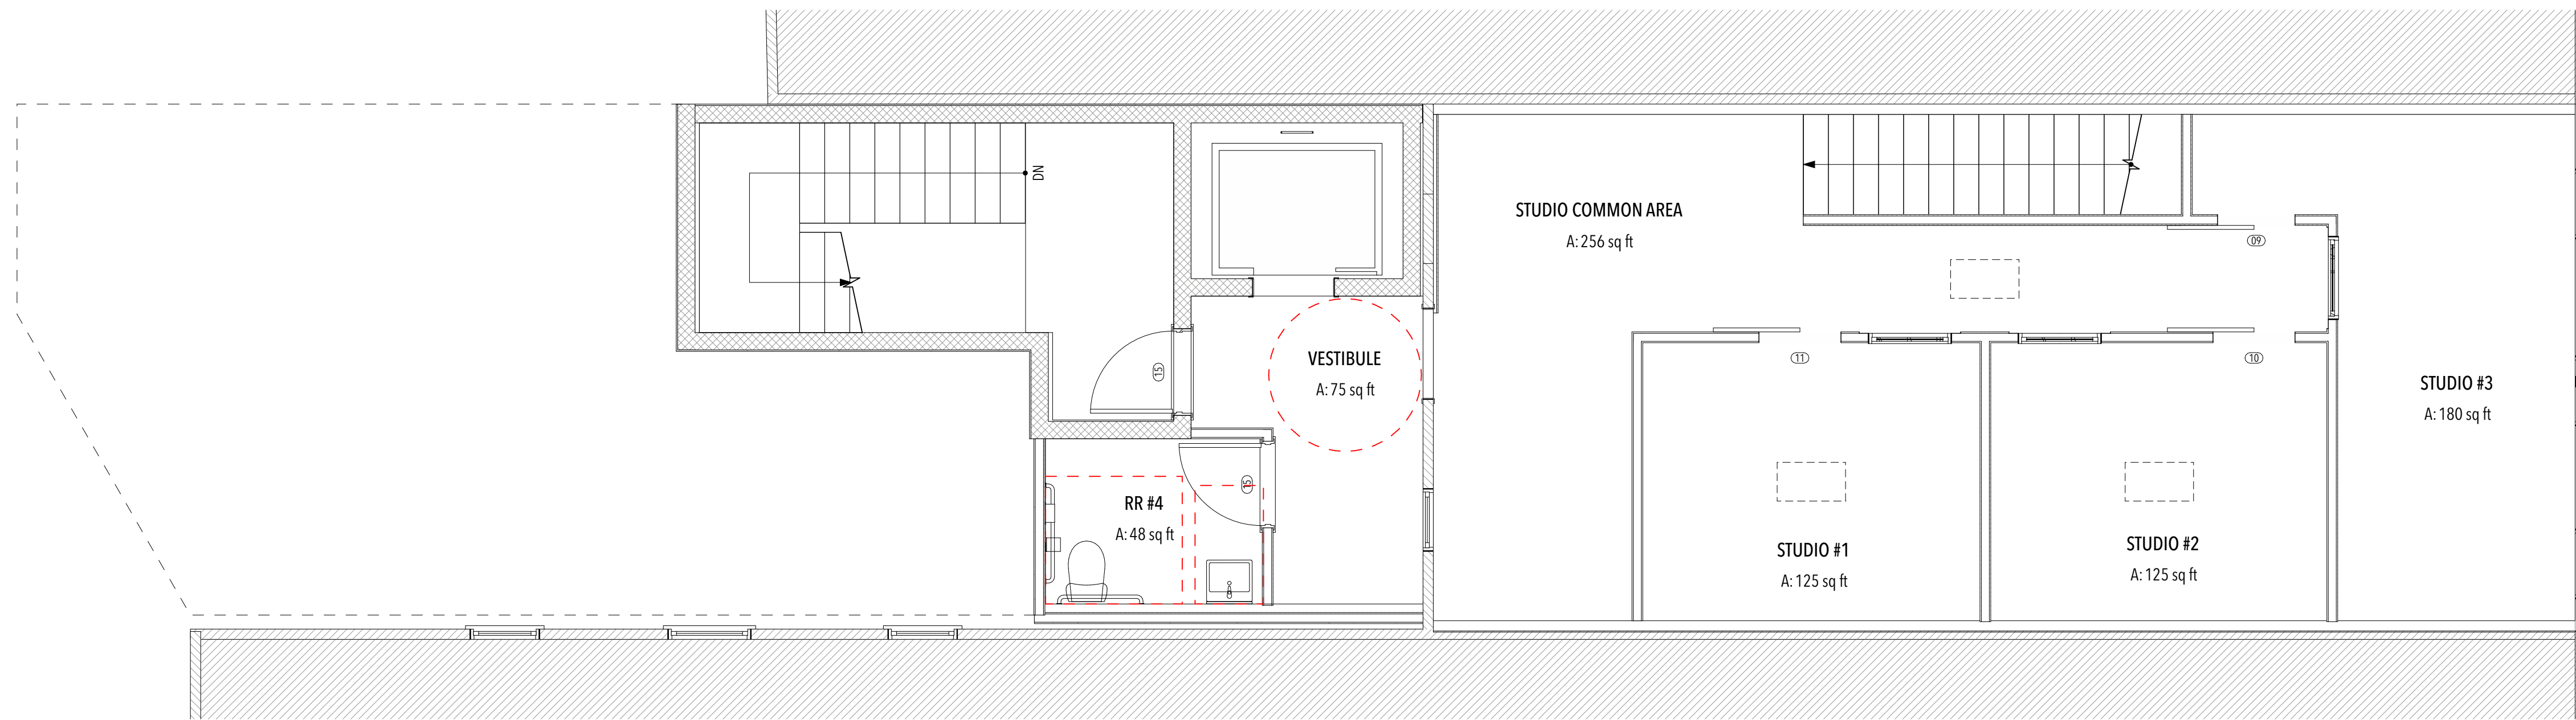 DN
STUDIO COMMON AREA
A: 256 sq ft
09
VESTIBULE
A: 75 sq ft
15
11
10
STUDIO #3
A: 180 sq ft
RR #4
A: 48 sq ft
15
STUDIO #1
A: 125 sq ft
STUDIO #2
A: 125 sq ft